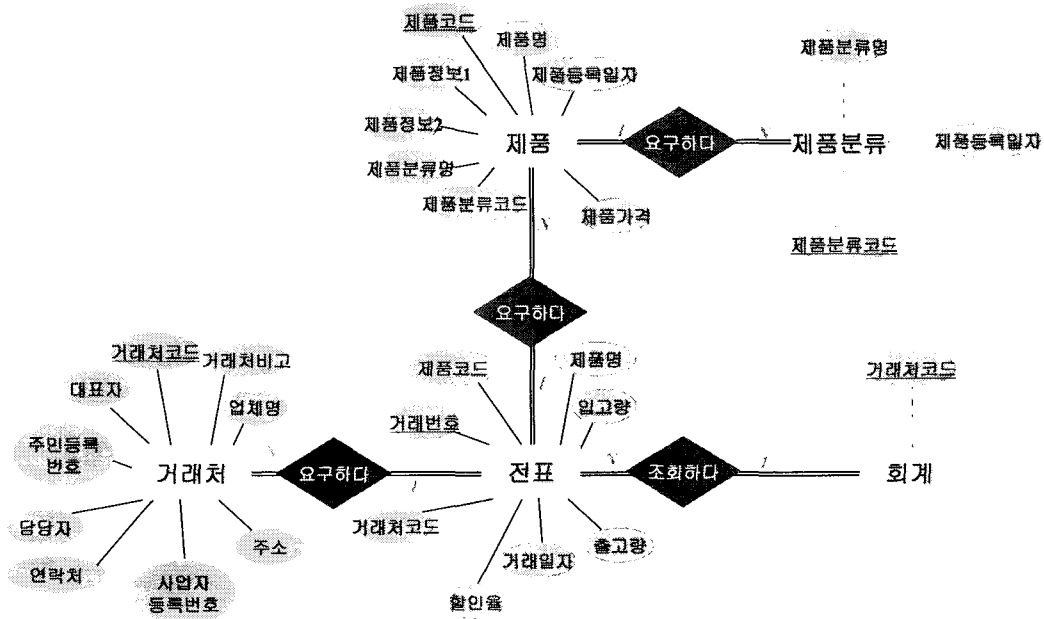 제품코드
제품명
제품분류명
제품정보1
제품등록일자
제품정보2
제품
1
요구하다
N
제품분류
제품등록일자
제품분류명
제품분류코드
제품가격
N
제품분류코드
요구하다
거래처코드
거래처비고
제품코드
제품명
1
거래처코드
대표자
업체명
거래번호
입고량
주민등록
번호
거래처
요구하다
1
전표
N
조회하다
1
회계
담당자
주소
거래처코드
거래일자
출고량
연락처
사업자
등록번호
할인율